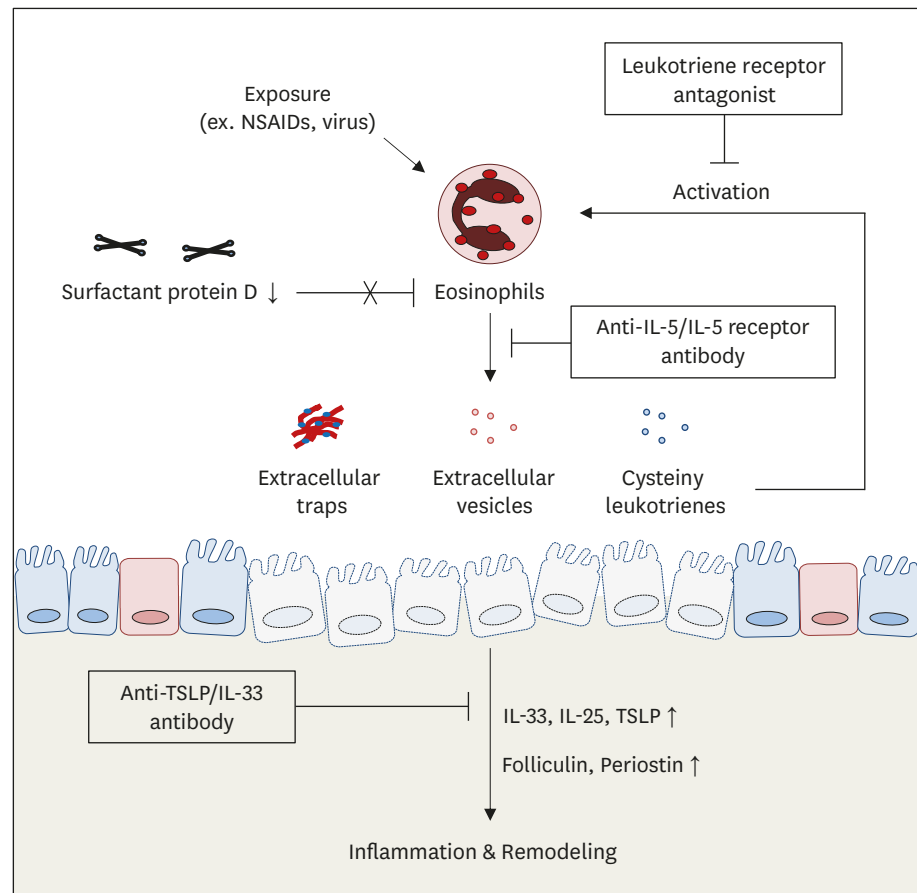 Leukotriene receptor
antagonist
Exposure
(ex. NSAIDs, virus)
Activation
Surfactant protein D ↓
Eosinophils
Anti-IL-5/IL-5 receptor
antibody
Extracellular
traps
Extracellular
vesicles
Cysteiny
leukotrienes
Anti-TSLP/IL-33
antibody
IL-33, IL-25, TSLP ↑
Folliculin, Periostin ↑
Inflammation & Remodeling